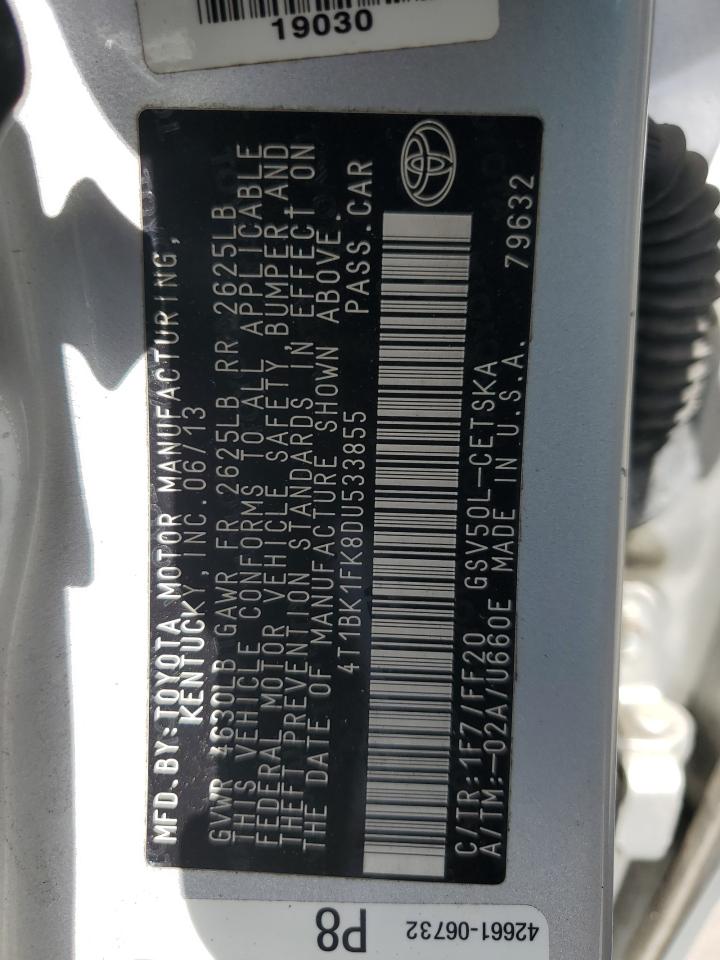 19030
MFD.BY:TOYOTA MOTOR MANUFACTURING,
KENTUCKY, INC. 06/13
GVWR 4630LB GAWR FR 2625LB RR 2625LB
THIS VEHICLE CONFORMS TO ALL APPLICABLE
FEDERAL MOTOR VEHICLE SAFETY, BUMPER AND
THEFT PREVENTION STANDARDS IN EFFECT ON
THE DATE OF MANUFACTURE SHOWN ABOVE.
4T1BK1FK8DU533855 PASS.CAR
C/TR:1F7/FF20 GSV50L-CETSKA
A/TM:-02A/U660E MADE IN U.S.A.
79632
P8
42661-06732